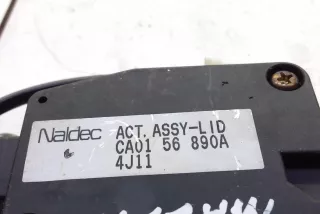 Naldec
ACT. ASSY-LID
CA01 56 890A
4J11